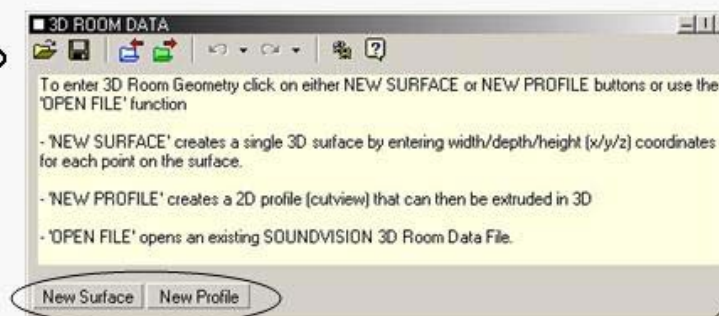 3D ROOM DATA
To enter 3D Room Geometry click on either NEW SURFACE or NEW PROFILE buttons or use the
'OPEN FILE' function
- 'NEW SURFACE' creates a single 3D surface by entering width/depth/height (x/y/z) coordinates
for each point on the surface.
- 'NEW PROFILE' creates a 2D profile (cutview) that can then be extruded in 3D
- 'OPEN FILE' opens an existing SOUNDVISION 3D Room Data File.
New Surface New Profile